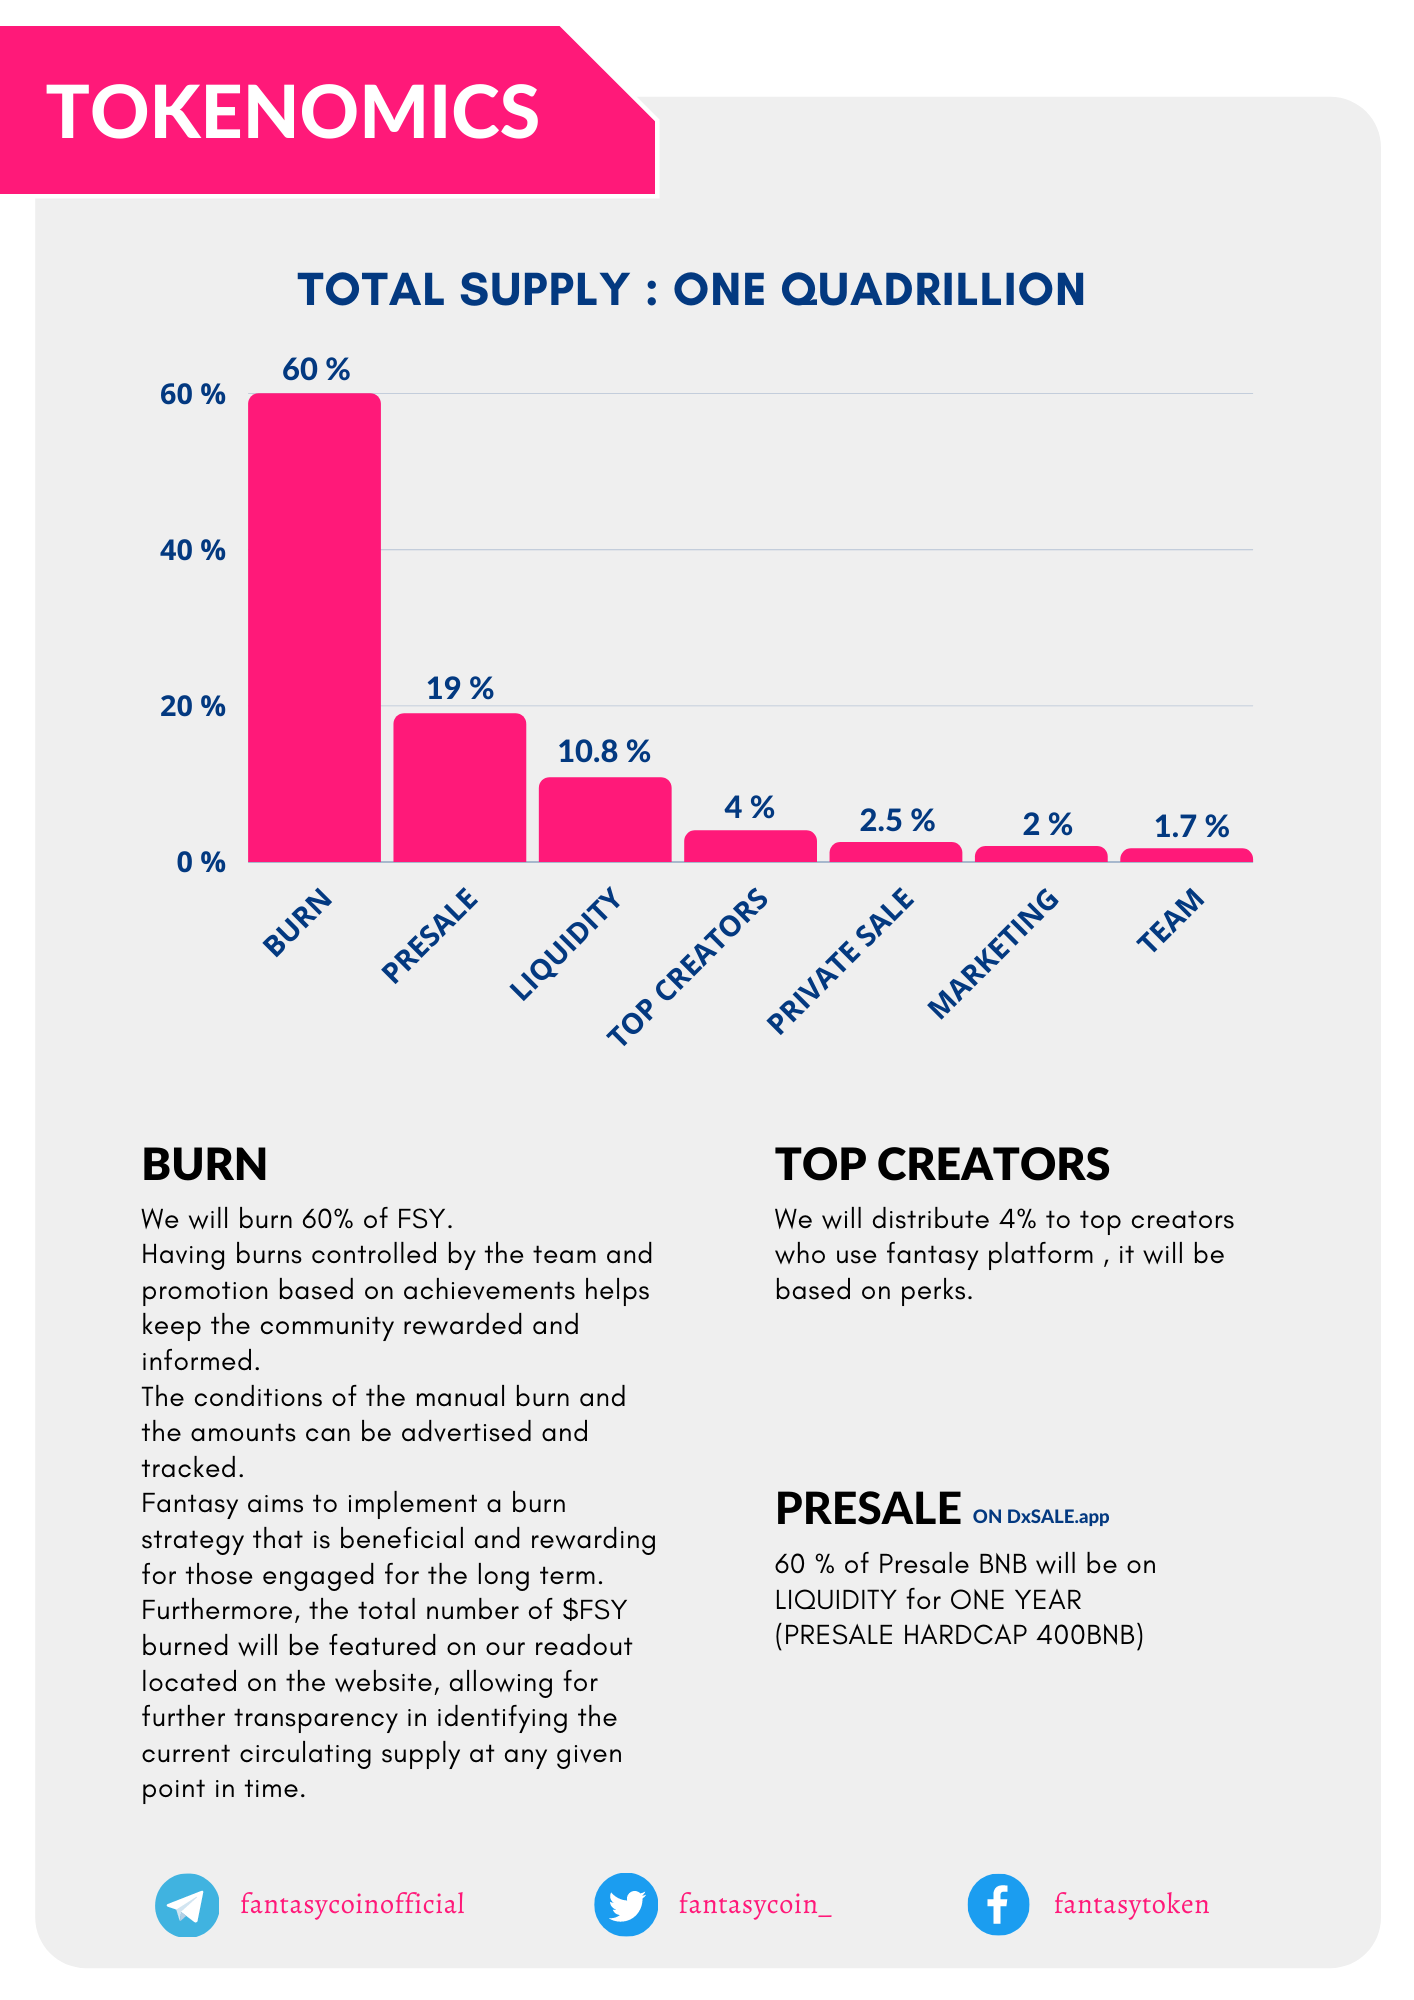 TOKENOMICS
TOTAL SUPPLY : ONE QUADRILLION
60 %
60 %
40 %
19 %
20 %
10.8 %
4 %
2.5 %
2 %
1.7 %
0 %
BURN
PRESALE
LIQUIDITY
TOP CREATORS
PRIVATE SALE
MARKETING
TEAM
BURN
We will burn 60% of FSY.
Having burns controlled by the team and
promotion based on achievements helps
keep the community rewarded and
informed.
The conditions of the manual burn and
the amounts can be advertised and
tracked.
Fantasy aims to implement a burn
strategy that is beneficial and rewarding
for those engaged for the long term.
Furthermore, the total number of $FSY
burned will be featured on our readout
located on the website, allowing for
further transparency in identifying the
current circulating supply at any given
point in time.
TOP CREATORS
We will distribute 4% to top creators
who use fantasy platform , it will be
based on perks.
PRESALE ON DxSALE.app
60 % of Presale BNB will be on
LIQUIDITY for ONE YEAR
(PRESALE HARDCAP 400BNB)
fantasycoinofficial
fantasycoin_
fantasytoken